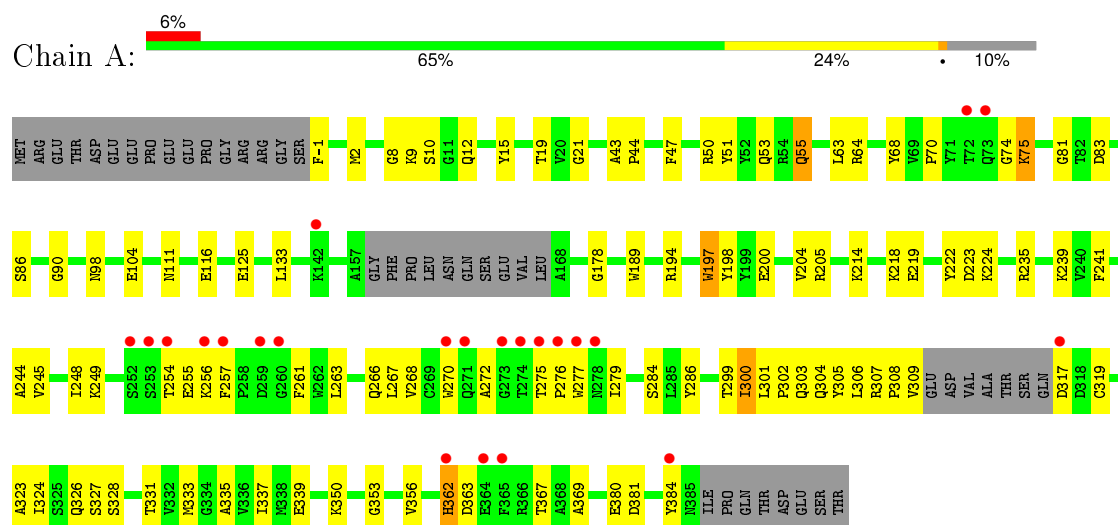 6%
Chain A:
65% 24% • 10%
MET ARG GLU THR ASP GLU GLU PRO GLU GLU PRO GLY ARG ARG GLY SER F-1 M2 G8 K9 S10 G11 Q12 Y15 T19 V20 G21 A43 P44 F47 R50 Y51 Y52 Q53 R54 Q55 L63 R64 Y68 V69 P70 Y71 T72 Q73 G74 K75 G81 T82 D83
S86 G90 N98 E104 N111 E116 E125 L133 K142 A157 GLY PHE PRO LEU ASN GLN SER GLU VAL LEU A168 G178 W189 R194 W197 Y198 Y199 E200 V204 R205 K214 K218 E219 Y222 D223 K224 R235 K239 V240 F241
A244 V245 I248 K249 S252 S253 T254 E255 K256 F257 P258 D259 G260 F261 W262 L263 Q266 L267 V268 C269 W270 Q271 A272 G273 T274 T275 P276 W277 N278 I279 S284 L285 Y286 T299 I300 L301 P302 Q303 Q304 Y305 L306 R307 P308 V309 GLU ASP VAL ALA THR SER GLN D317 D318 C319
A323 I324 S325 Q326 S327 S328 T331 V332 M333 G334 A335 V336 I337 M338 E339 K350 G353 V356 H362 D363 E364 F365 R366 T367 A368 A369 E380 D381 Y384 N385 ILE PRO GLN THR ASP GLU SER THR